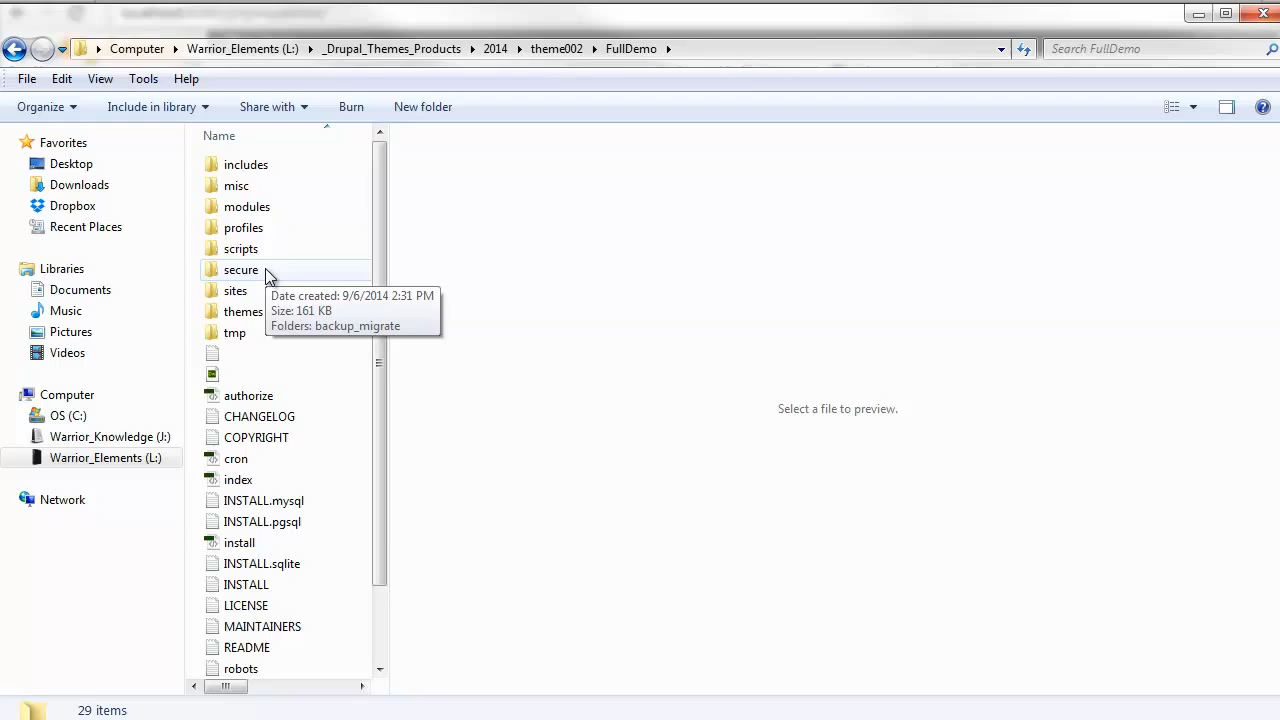 Computer
Warrior_Elements (L:)
_Drupal_Themes_Products
2014
theme002
FullDemo
Search FullDemo
File Edit View Tools Help
Organize Include in library Share with Burn New folder
Favorites
Desktop
Downloads
Dropbox
Recent Places
Libraries
Documents
Music
Pictures
Videos
Computer
OS (C:)
Warrior_Knowledge (J:)
Warrior_Elements (L:)
Network
Name
includes
misc
modules
profiles
scripts
secure
sites
themes
tmp
Date created: 9/6/2014 2:31 PM
Size: 161 KB
Folders: backup_migrate
authorize
CHANGELOG
COPYRIGHT
cron
index
INSTALL.mysql
INSTALL.pgsql
install
INSTALL.sqlite
INSTALL
LICENSE
MAINTAINERS
README
robots
Select a file to preview.
29 items